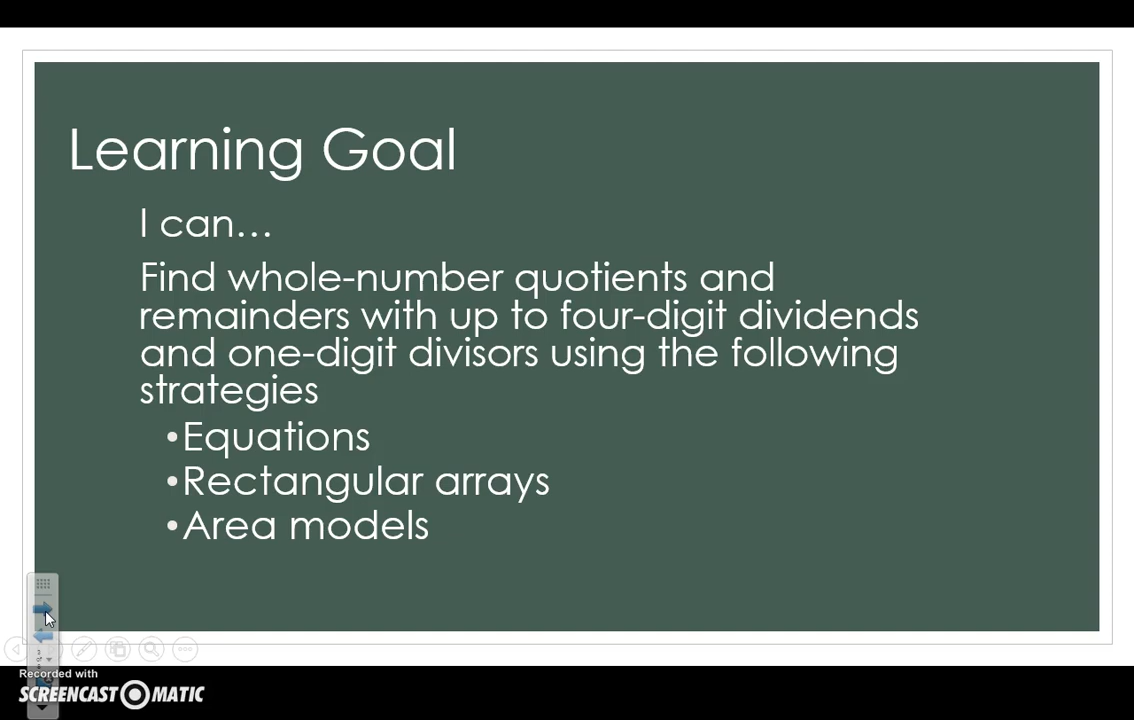 Learning Goal
I can…
Find whole-number quotients and
remainders with up to four-digit dividends
and one-digit divisors using the following
strategies
•Equations
•Rectangular arrays
•Area models
Recorded with
SCREENCAST MATIC